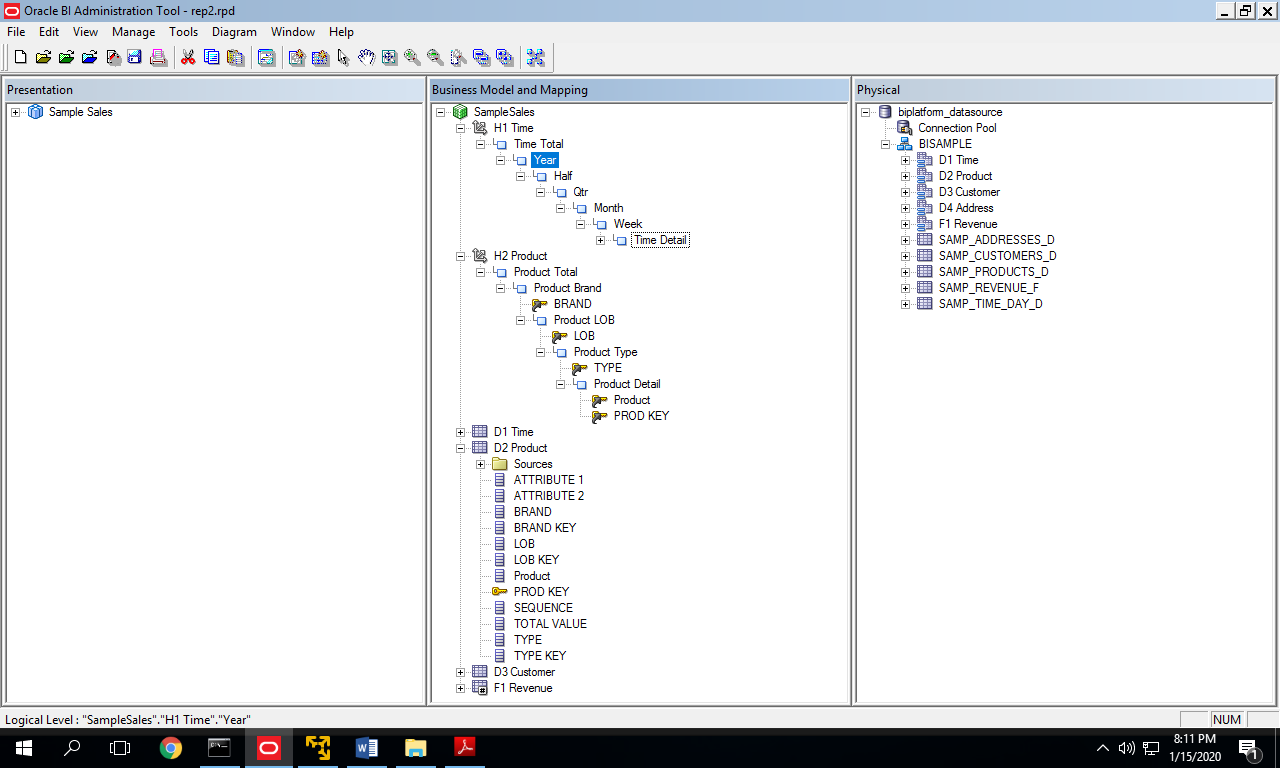 Oracle BI Administration Tool - rep2.rpd
File Edit View Manage Tools Diagram Window Help
Presentation
Sample Sales
Business Model and Mapping
SampleSales
H1 Time
Time Total
Year
Half
Qtr
Month
Week
Time Detail
H2 Product
Product Total
Product Brand
BRAND
Product LOB
LOB
Product Type
TYPE
Product Detail
Product
PROD KEY
D1 Time
D2 Product
Sources
ATTRIBUTE 1
ATTRIBUTE 2
BRAND
BRAND KEY
LOB
LOB KEY
Product
PROD KEY
SEQUENCE
TOTAL VALUE
TYPE
TYPE KEY
D3 Customer
F1 Revenue
Physical
biplatform_datasource
Connection Pool
BISAMPLE
D1 Time
D2 Product
D3 Customer
D4 Address
F1 Revenue
SAMP_ADDRESSES_D
SAMP_CUSTOMERS_D
SAMP_PRODUCTS_D
SAMP_REVENUE_F
SAMP_TIME_DAY_D
Logical Level : "SampleSales"."H1 Time"."Year"
NUM
8:11 PM
1/15/2020
1